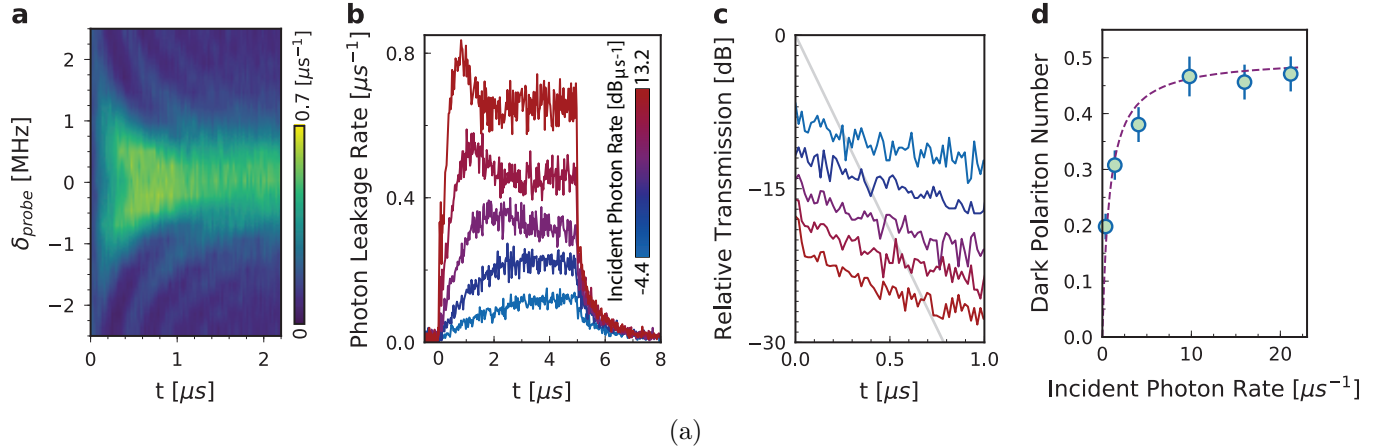 a
δprobe [MHz]
2
1
0
−1
−2
0
1
2
t [μs]
0
0.7 [μs⁻¹]
b
Photon Leakage Rate [μs⁻¹]
0.8
0.4
0.0
0
2
4
6
8
t [μs]
Incident Photon Rate [dBμs⁻¹]
-4.4
13.2
c
Relative Transmission [dB]
0
−15
−30
0.0
0.5
1.0
t [μs]
d
Dark Polariton Number
0.5
0.4
0.3
0.2
0.1
0.0
0
10
20
Incident Photon Rate [μs⁻¹]
(a)